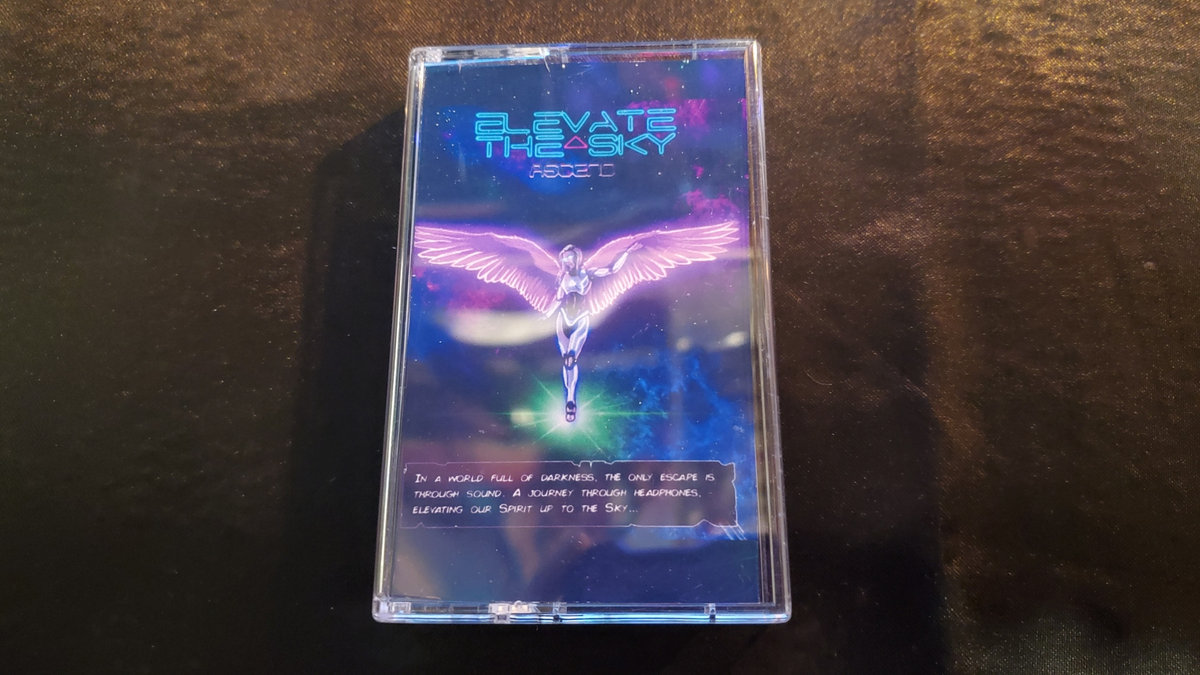 ELEVATE
THE SKY
ASCEND
IN A WORLD FULL OF DARKNESS, THE ONLY ESCAPE IS
THROUGH SOUND. A JOURNEY THROUGH HEADPHONES,
ELEVATING OUR SPIRIT UP TO THE SKY...